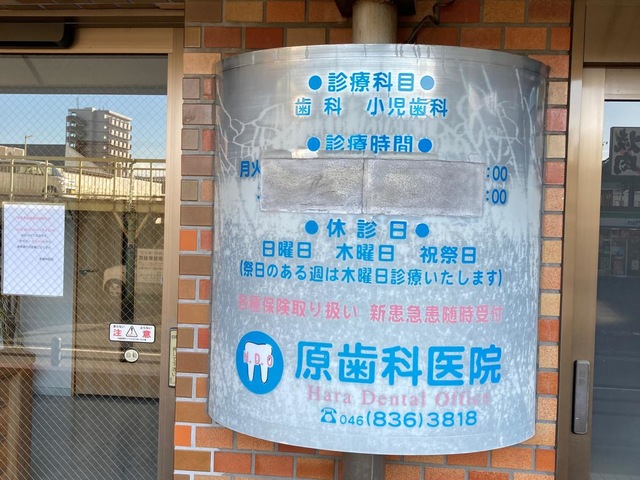 ●診療科目●
歯科 小児歯科
●診療時間●
月火
:00
:00
●休診日●
日曜日 木曜日 祝祭日
(祭日のある週は木曜日診療いたします)
各種保険取り扱い 新患急患随時受付
H.D.O
原歯科医院
Hara Dental Office
☎046(836)3818
注意